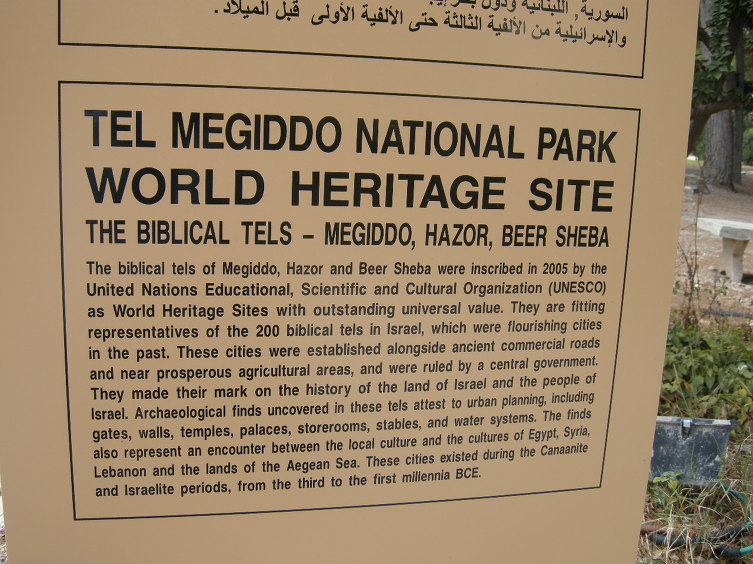 السورية, اللبنانية ودول بحر
والإسرائيلية من الألفية الثالثة حتى الألفية الأولى قبل الميلاد.
TEL MEGIDDO NATIONAL PARK
WORLD HERITAGE SITE
THE BIBLICAL TELS – MEGIDDO, HAZOR, BEER SHEBA
The biblical tels of Megiddo, Hazor and Beer Sheba were inscribed in 2005 by the
United Nations Educational, Scientific and Cultural Organization (UNESCO)
as World Heritage Sites with outstanding universal value. They are fitting
representatives of the 200 biblical tels in Israel, which were flourishing cities
in the past. These cities were established alongside ancient commercial roads
and near prosperous agricultural areas, and were ruled by a central government.
They made their mark on the history of the land of Israel and the people of
Israel. Archaeological finds uncovered in these tels attest to urban planning, including
gates, walls, temples, palaces, storerooms, stables, and water systems. The finds
also represent an encounter between the local culture and the cultures of Egypt, Syria,
Lebanon and the lands of the Aegean Sea. These cities existed during the Canaanite
and Israelite periods, from the third to the first millennia BCE.